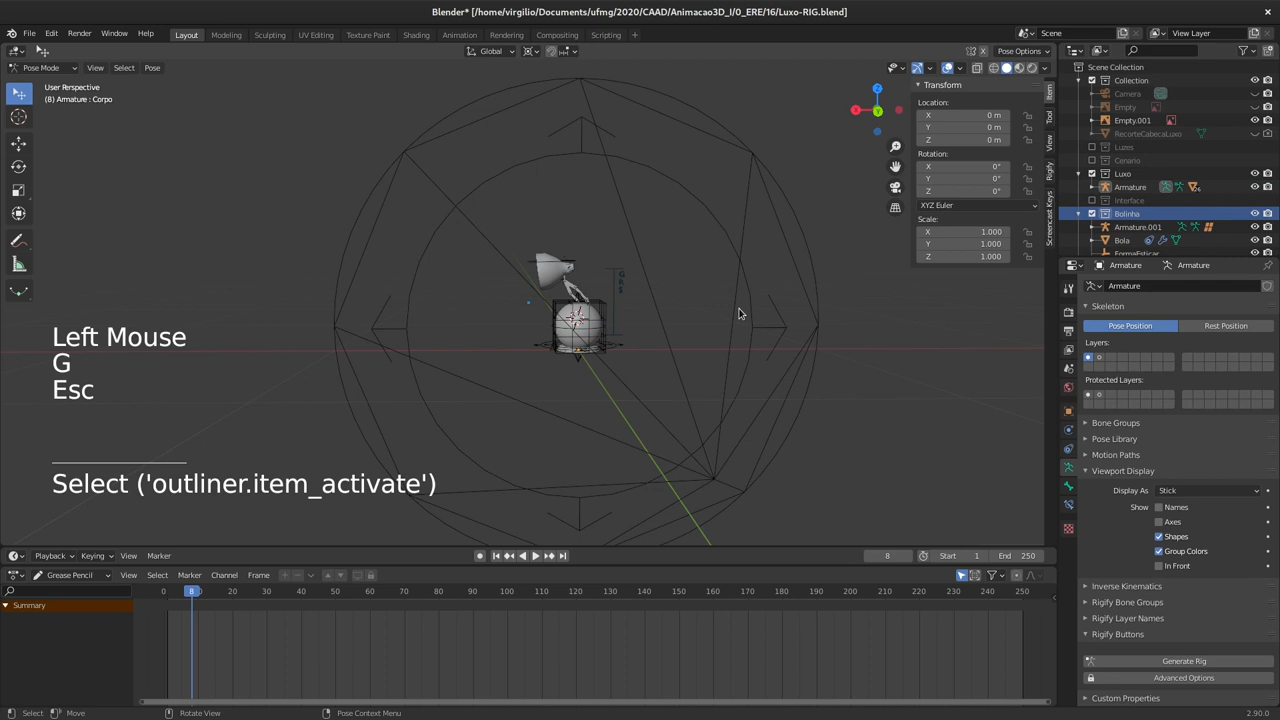 Blender* [/home/virgilio/Documents/ufmg/2020/CAAD/Animacao3D_I/0_ERE/16/Luxo-RIG.blend]
File Edit Render Window Help Layout Modeling Sculpting UV Editing Texture Paint Shading Animation Rendering Compositing Scripting Scene View Layer
Global Pose Options
Pose Mode View Select Pose
User Perspective
(8) Armature : Corpo
Left Mouse
G
Esc
Select ('outliner.item_activate')
Z
Y
Transform
Location:
X 0 m
Y 0 m
Z 0 m
Rotation:
X 0°
Y 0°
Z 0°
XYZ Euler
Scale:
X 1.000
Y 1.000
Z 1.000
Item
Tool
View
Rigify
Screencast Keys
Scene Collection
Collection
Camera
Empty
Empty.001
RecorteCabecaLuxo
Luzes
Cenario
Luxo
Armature
Interface
Bolinha
Armature.001
Bola
FormaEsticar
Armature Armature
Armature
Skeleton
Pose Position Rest Position
Layers:
Protected Layers:
Bone Groups
Pose Library
Motion Paths
Viewport Display
Display As Stick
Show Names
Axes
Shapes
Group Colors
In Front
Inverse Kinematics
Rigify Bone Groups
Rigify Layer Names
Rigify Buttons
Generate Rig
Advanced Options
Custom Properties
Playback Keying View Marker 8 Start 1 End 250
Grease Pencil View Select Marker Channel Frame
0 8 20 30 40 50 60 70 80 90 100 110 120 130 140 150 160 170 180 190 200 210 220 230 240 250
Summary
Select Move Rotate View Pose Context Menu 2.90.0